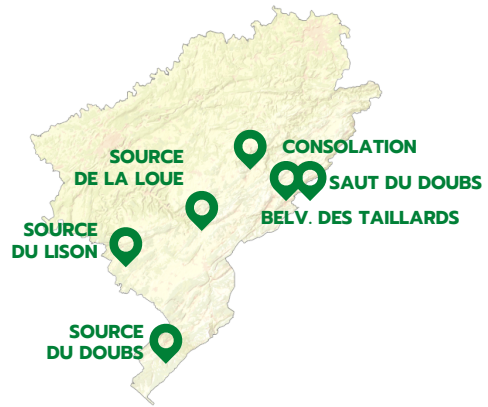 CONSOLATION
SOURCE
DE LA LOUE
SAUT DU DOUBS
BELV. DES TAILLARDS
SOURCE
DU LISON
SOURCE
DU DOUBS